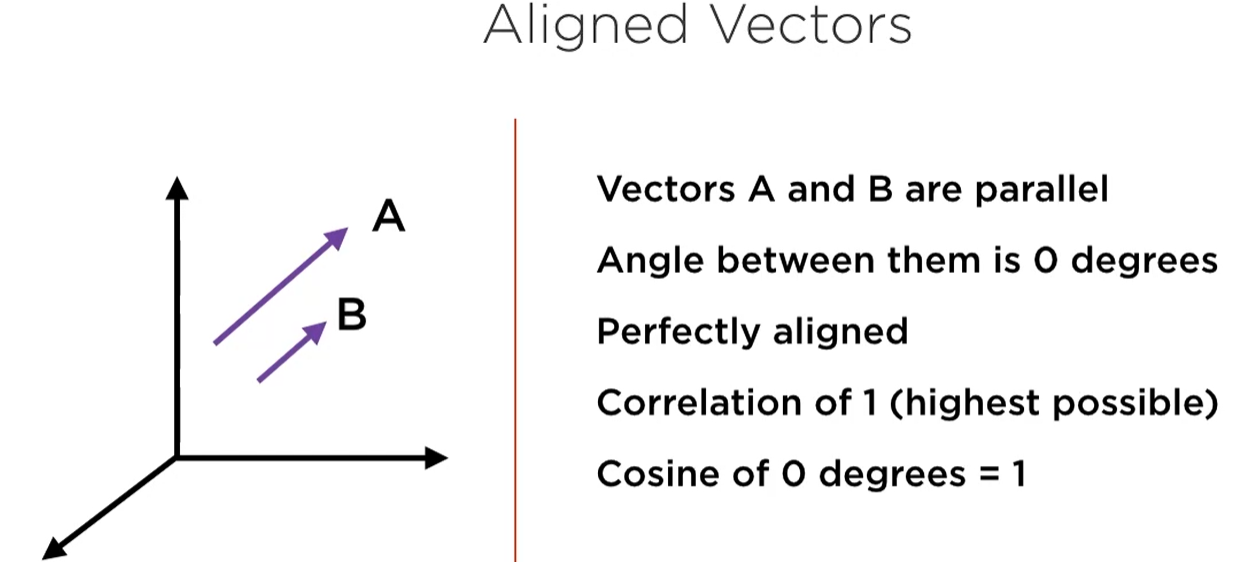 Aligned Vectors
A
B
Vectors A and B are parallel
Angle between them is 0 degrees
Perfectly aligned
Correlation of 1 (highest possible)
Cosine of 0 degrees = 1